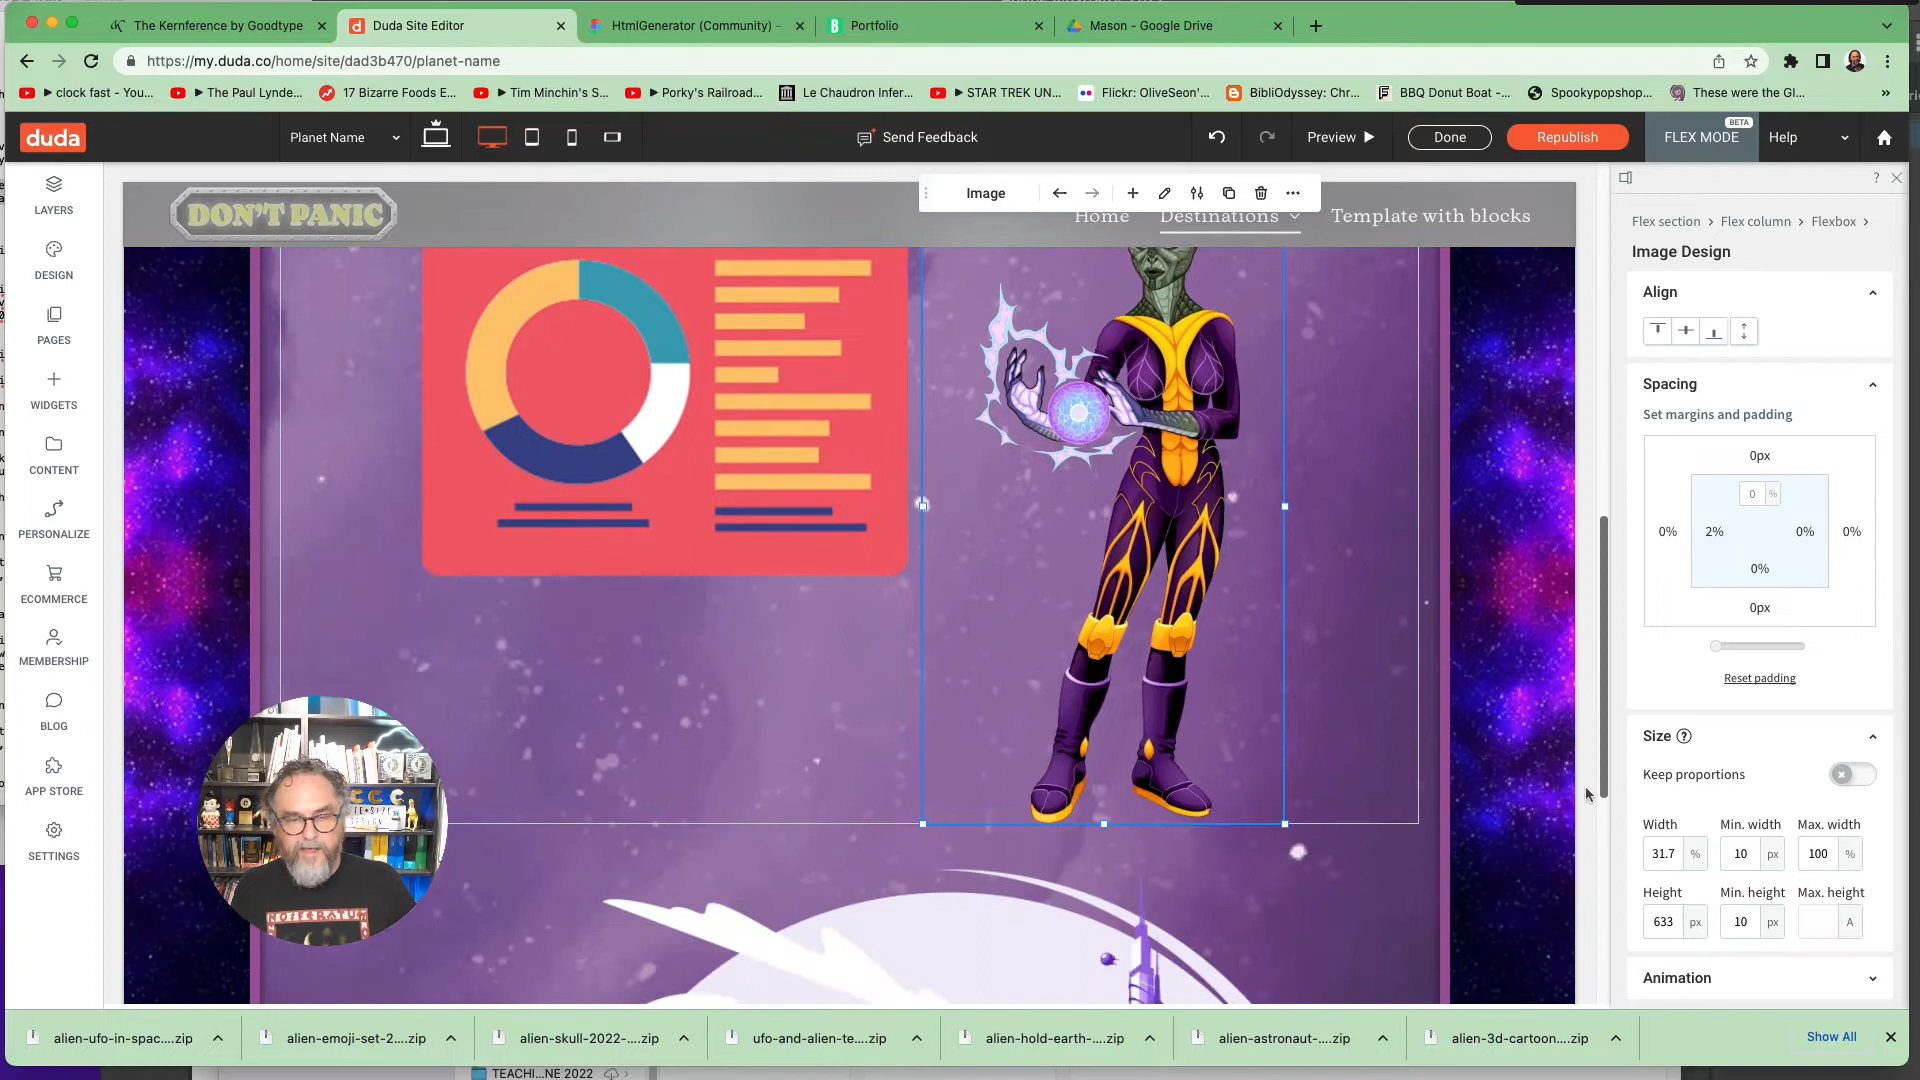 The Kernference by Goodtype
Duda Site Editor
HtmlGenerator (Community) –
Portfolio
Mason - Google Drive
https://my.duda.co/home/site/dad3b470/planet-name
▶ clock fast - You...
▶ The Paul Lynde...
17 Bizarre Foods E...
▶ Tim Minchin's S...
▶ Porky's Railroad...
Le Chaudron Infer...
▶ STAR TREK UN...
Flickr: OliveSeon'...
BibliOdyssey: Chr...
BBQ Donut Boat -...
Spookypopshop...
These were the Gl...
duda
Planet Name
Send Feedback
Preview ▶
Done
Republish
FLEX MODE
BETA
Help
LAYERS
DESIGN
PAGES
WIDGETS
CONTENT
PERSONALIZE
ECOMMERCE
MEMBERSHIP
BLOG
APP STORE
SETTINGS
DON'T PANIC
Image
Home
Destinations
Template with blocks
NOSFERATU
Flex section > Flex column > Flexbox >
Image Design
Align
Spacing
Set margins and padding
0px
0 %
0% 2% 0% 0%
0%
0px
Reset padding
Size ?
Keep proportions
Width Min. width Max. width
31.7 % 10 px 100 %
Height Min. height Max. height
633 px 10 px A
Animation
alien-ufo-in-spac....zip
alien-emoji-set-2....zip
alien-skull-2022-....zip
ufo-and-alien-te....zip
alien-hold-earth-....zip
alien-astronaut-....zip
alien-3d-cartoon....zip
Show All
TEACHI...NE 2022